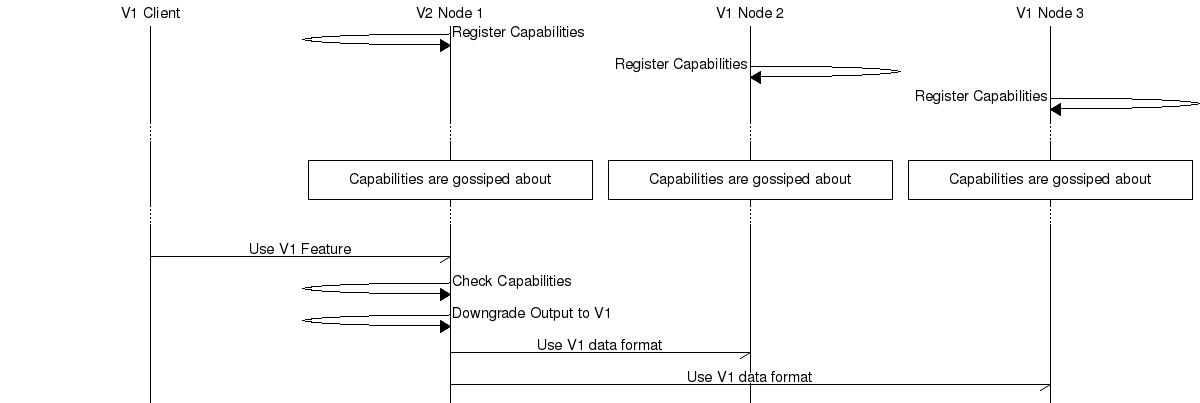 V1 Client
V2 Node 1
V1 Node 2
V1 Node 3
Register Capabilities
Register Capabilities
Register Capabilities
Capabilities are gossiped about
Capabilities are gossiped about
Capabilities are gossiped about
Use V1 Feature
Check Capabilities
Downgrade Output to V1
Use V1 data format
Use V1 data format